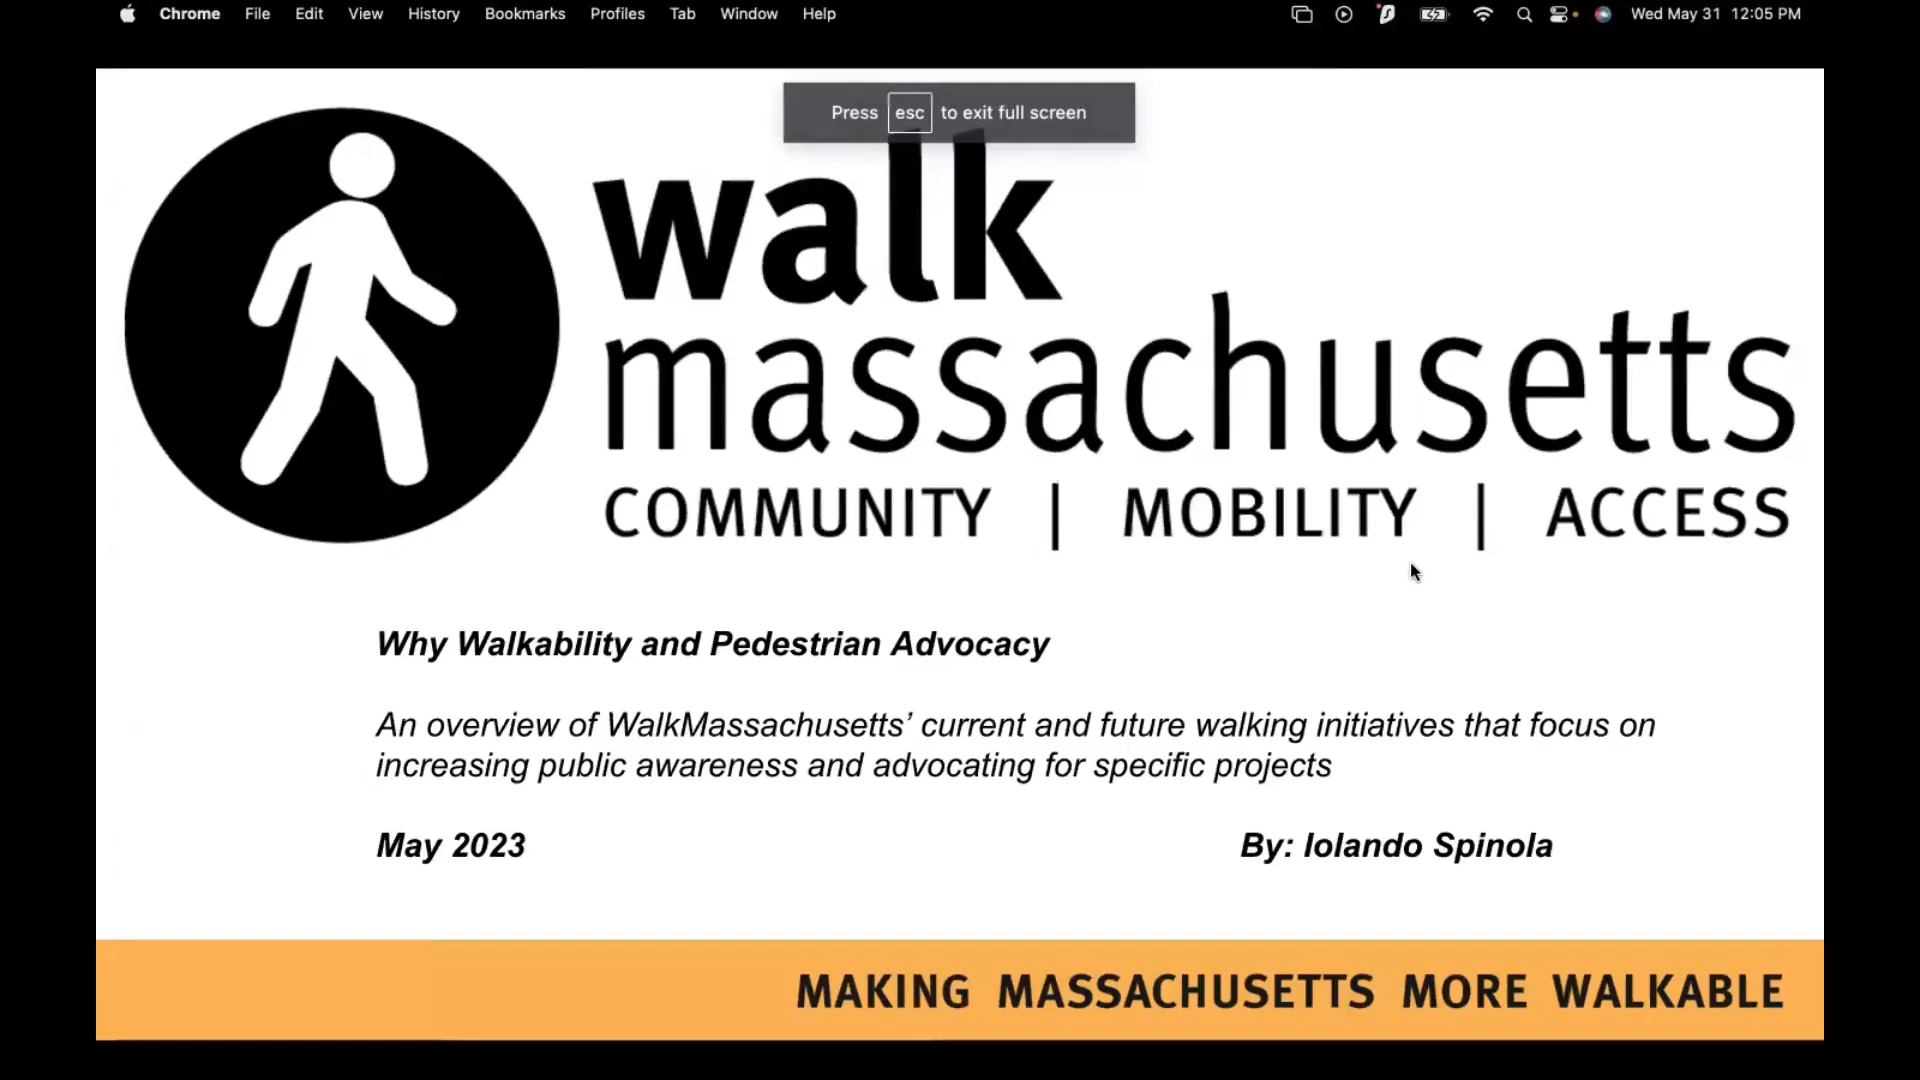 Chrome File Edit View History Bookmarks Profiles Tab Window Help Wed May 31 12:05 PM
Press esc to exit full screen
walk
massachusetts
COMMUNITY | MOBILITY | ACCESS
Why Walkability and Pedestrian Advocacy
An overview of WalkMassachusetts’ current and future walking initiatives that focus on
increasing public awareness and advocating for specific projects
May 2023 By: Iolando Spinola
MAKING MASSACHUSETTS MORE WALKABLE